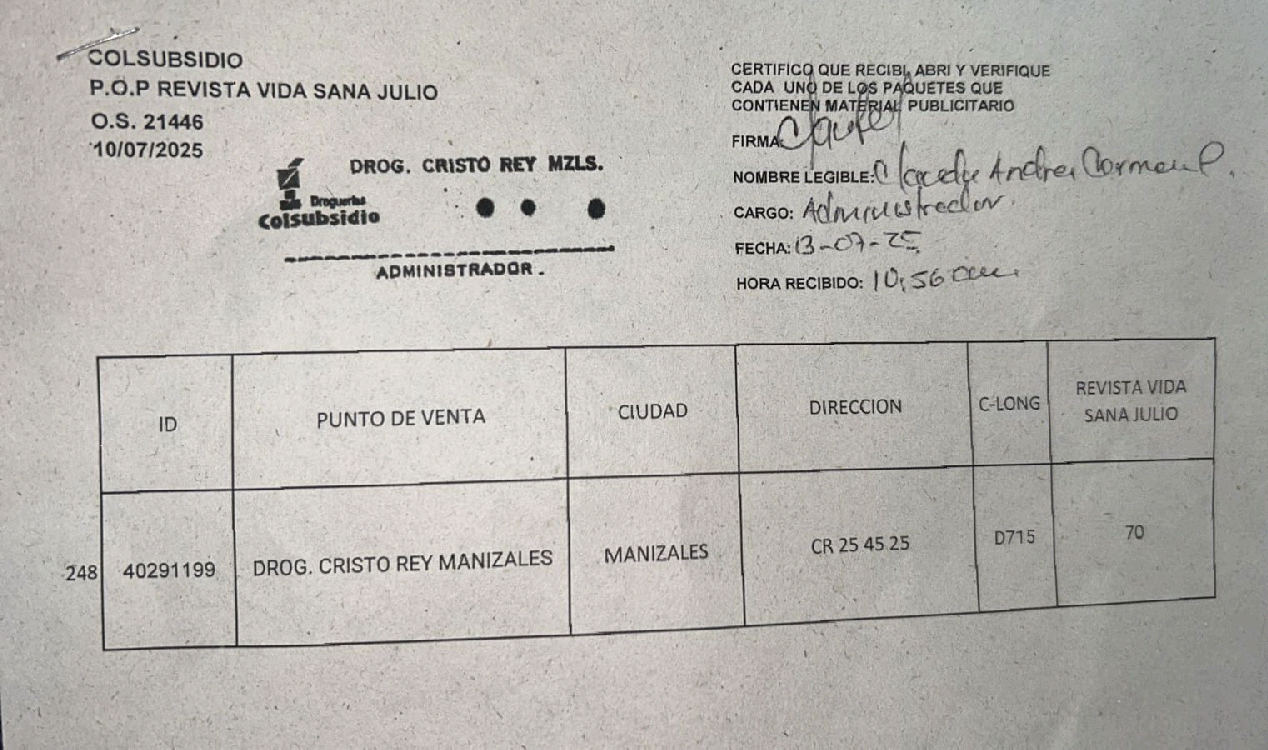 COLSUBSIDIO
P.O.P REVISTA VIDA SANA JULIO
O.S. 21446
10/07/2025
DROG. CRISTO REY MZLS.
Droguerías
Colsubsidio
ADMINISTRADOR.
CERTIFICO QUE RECIBI, ABRI Y VERIFIQUE
CADA UNO DE LOS PAQUETES QUE
CONTIENEN MATERIAL PUBLICITARIO
FIRMA:
NOMBRE LEGIBLE: Andrea
CARGO: Administrador.
FECHA: 13-07-25
HORA RECIBIDO: 10,56 am.
ID PUNTO DE VENTA CIUDAD DIRECCION C-LONG REVISTA VIDA SANA JULIO
248 40291199 DROG. CRISTO REY MANIZALES MANIZALES CR 25 45 25 D715 70